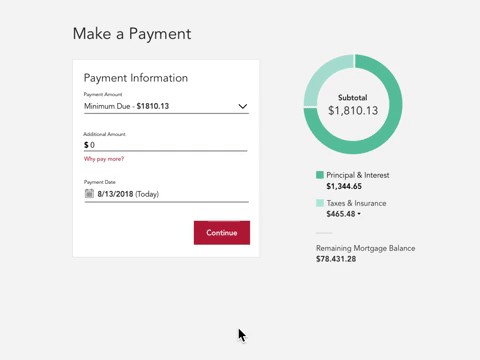 Make a Payment
Payment Information
Payment Amount
Minimum Due - $1810.13
Additional Amount
$ 0
Why pay more?
Payment Date
8/13/2018 (Today)
Continue
Subtotal
$1,810.13
Principal & Interest
$1,344.65
Taxes & Insurance
$465.48
Remaining Mortgage Balance
$78.431.28